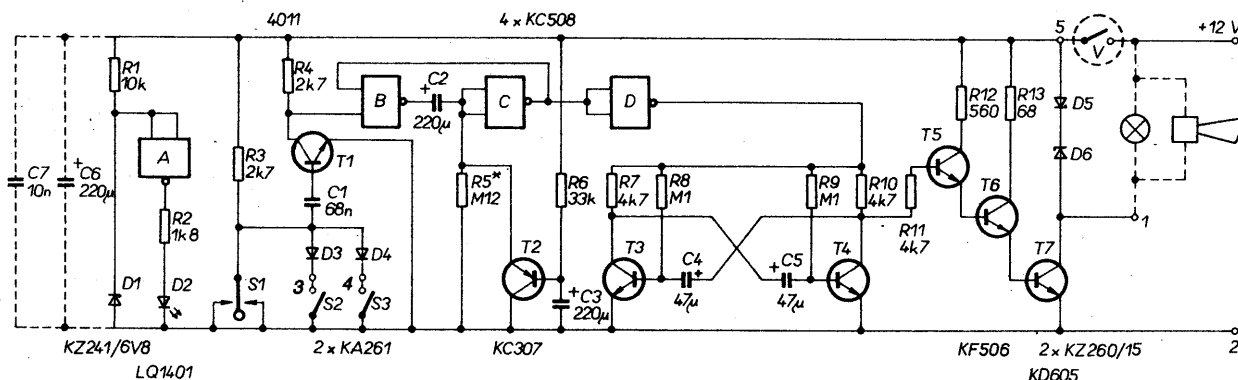 4011
4 x KC508
5
+12 V
V
R1
10k
R4
2k7
B
+
C2
220µ
C
D
R12
560
R13
68
D5
T5
A
R3
2k7
T1
D6
C7
10n
+
C6
220µ
C1
68n
R5*
M12
R6
33k
R7
4k7
R8
M1
R9
M1
R10
4k7
T6
1
R2
1k8
R11
4k7
D3
D4
T2
T3
C4
+
47µ
+
C5
47µ
T4
T7
D1
D2
S1
3
S2
4
S3
+
C3
220µ
2
KZ241/6V8
LQ1401
2 x KA261
KC307
KF506
2 x KZ260/15
KD605